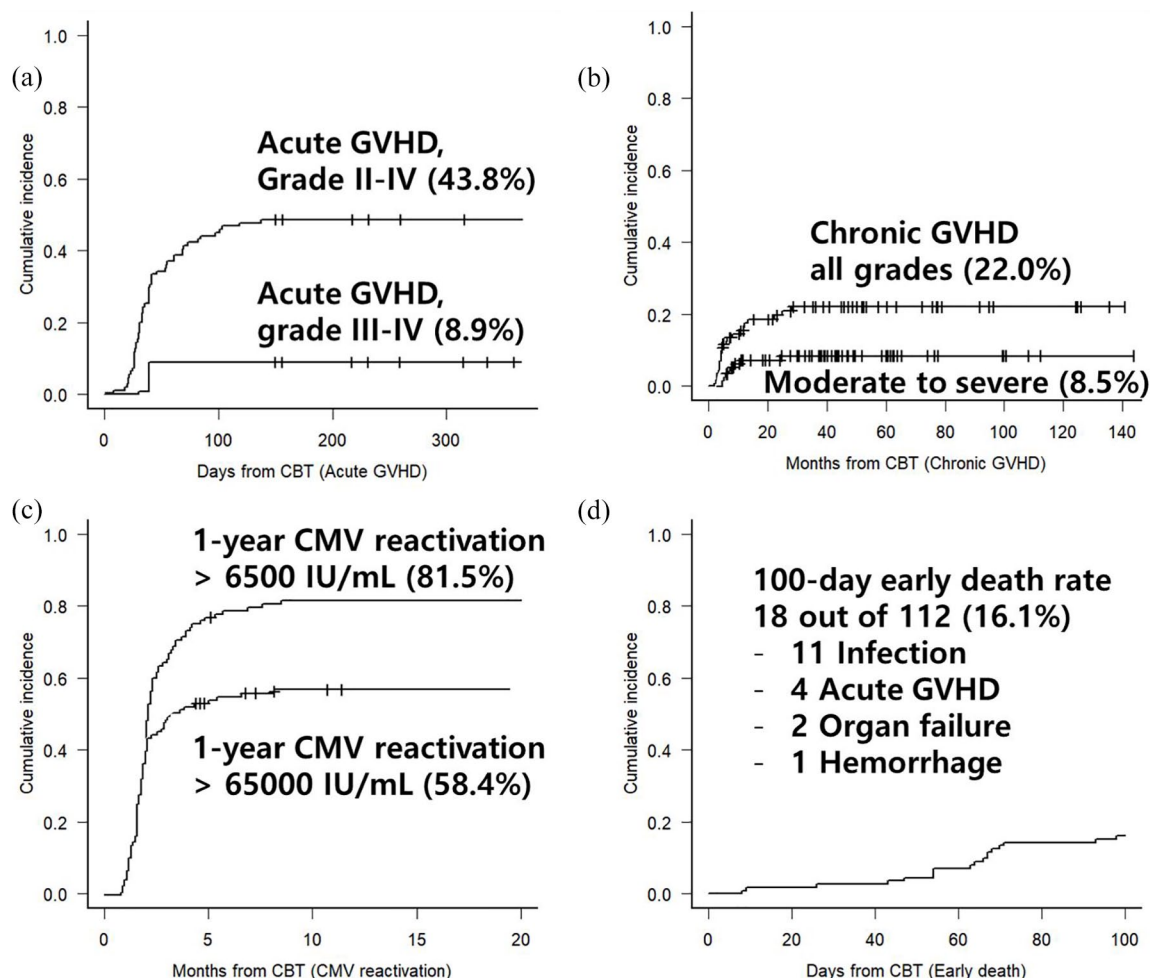 (a)
1.0
0.8
0.6
0.4
0.2
0.0
Cumulative incidence
Acute GVHD,
Grade II-IV (43.8%)
Acute GVHD,
grade III-IV (8.9%)
0 100 200 300
Days from CBT (Acute GVHD)
(b)
1.0
0.8
0.6
0.4
0.2
0.0
Cumulative incidence
Chronic GVHD
all grades (22.0%)
Moderate to severe (8.5%)
0 20 40 60 80 100 120 140
Months from CBT (Chronic GVHD)
(c)
1.0
0.8
0.6
0.4
0.2
0.0
Cumulative incidence
1-year CMV reactivation
> 6500 IU/mL (81.5%)
1-year CMV reactivation
> 65000 IU/mL (58.4%)
0 5 10 15 20
Months from CBT (CMV reactivation)
(d)
1.0
0.8
0.6
0.4
0.2
0.0
Cumulative incidence
100-day early death rate
18 out of 112 (16.1%)
- 11 Infection
- 4 Acute GVHD
- 2 Organ failure
- 1 Hemorrhage
0 20 40 60 80 100
Days from CBT (Early death)